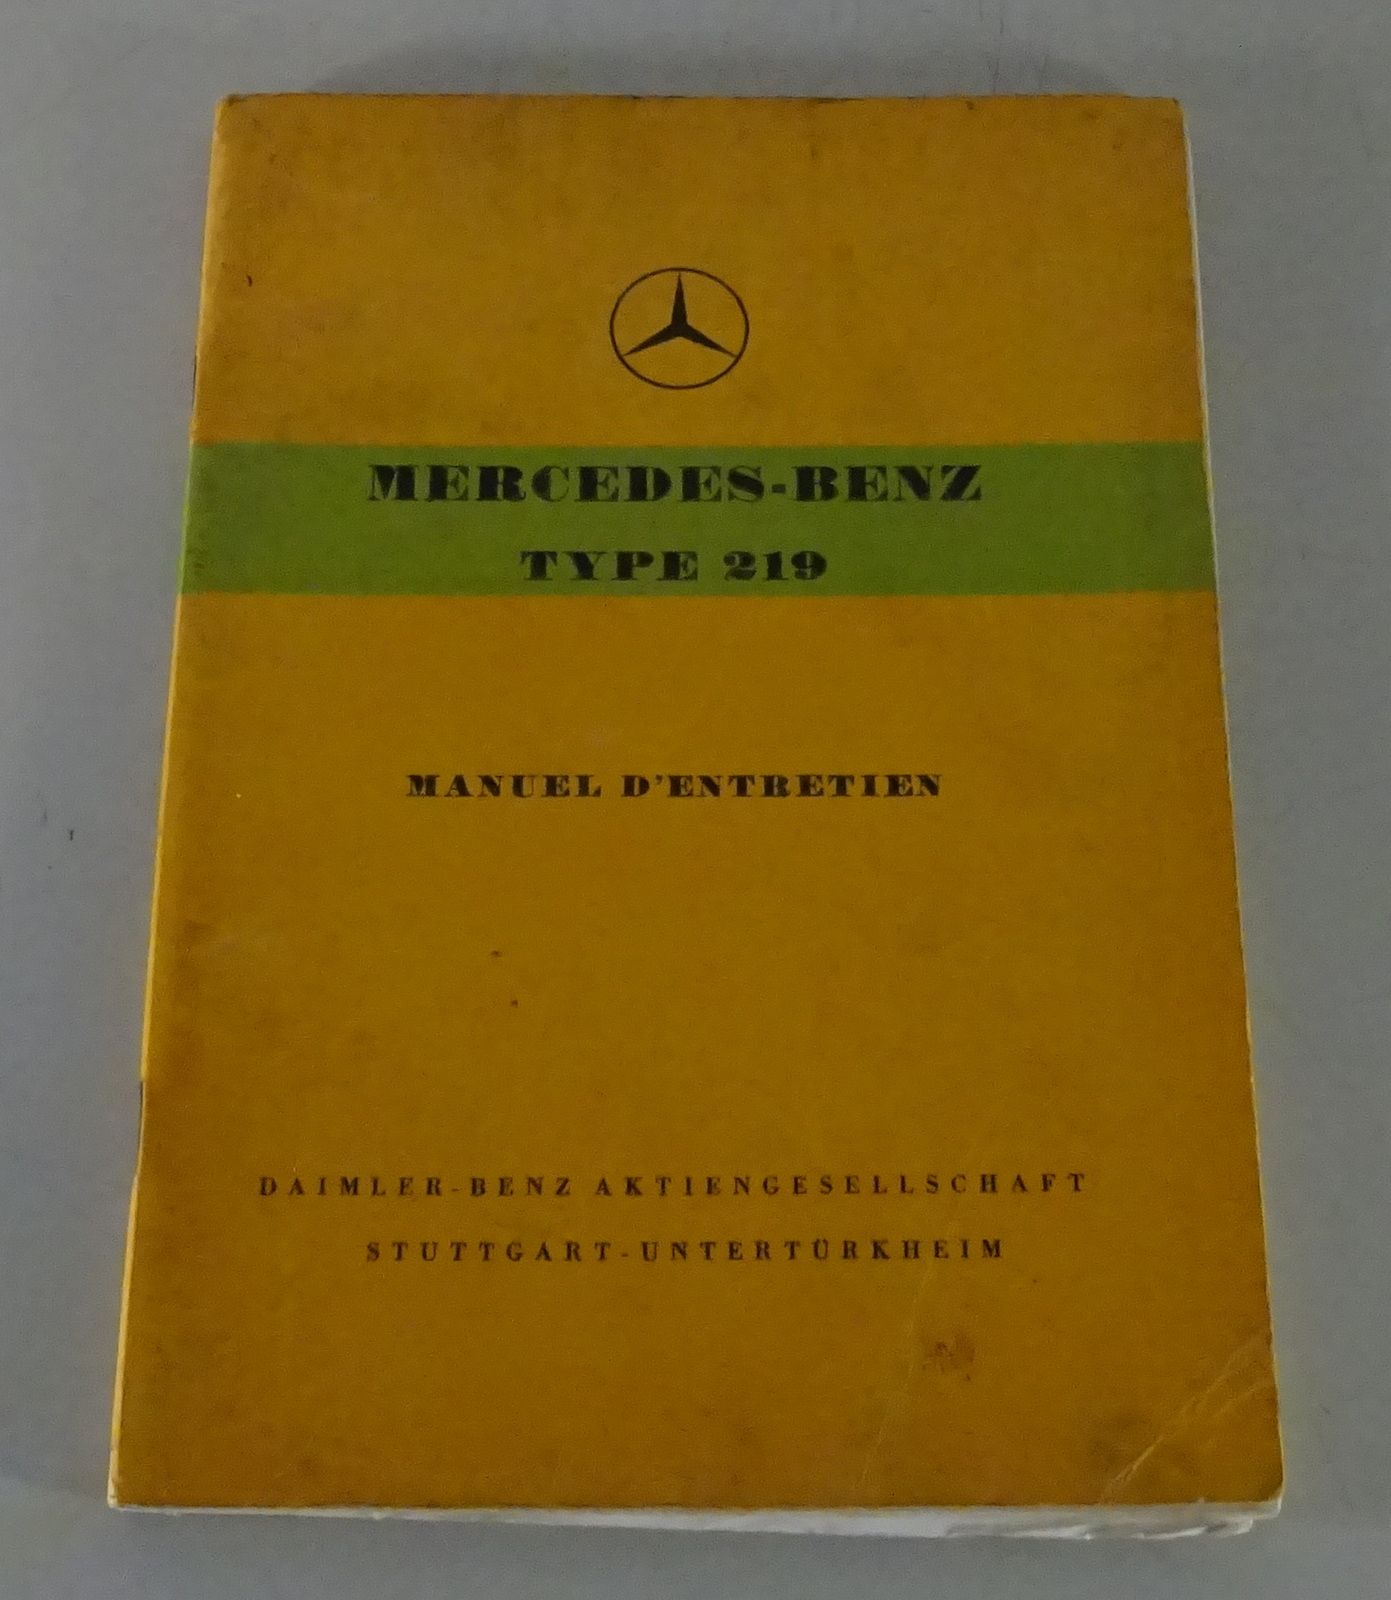 MERCEDES-BENZ
TYPE 219
MANUEL D'ENTRETIEN
DAIMLER-BENZ AKTIENGESELLSCHAFT
STUTTGART-UNTERTÜRKHEIM